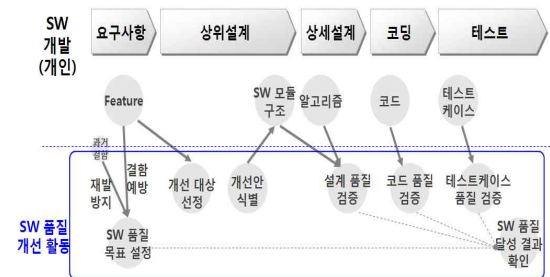 SW
개발
(개인)
요구사항
상위설계
상세설계
코딩
테스트
Feature
SW 모듈
구조
알고리즘
코드
테스트
케이스
과거
결함
재발
방지
결함
예방
개선 대상
선정
개선안
식별
설계 품질
검증
코드 품질
검증
테스트케이스
품질 검증
SW 품질
개선 활동
SW 품질
목표 설정
SW 품질
달성 결과
확인